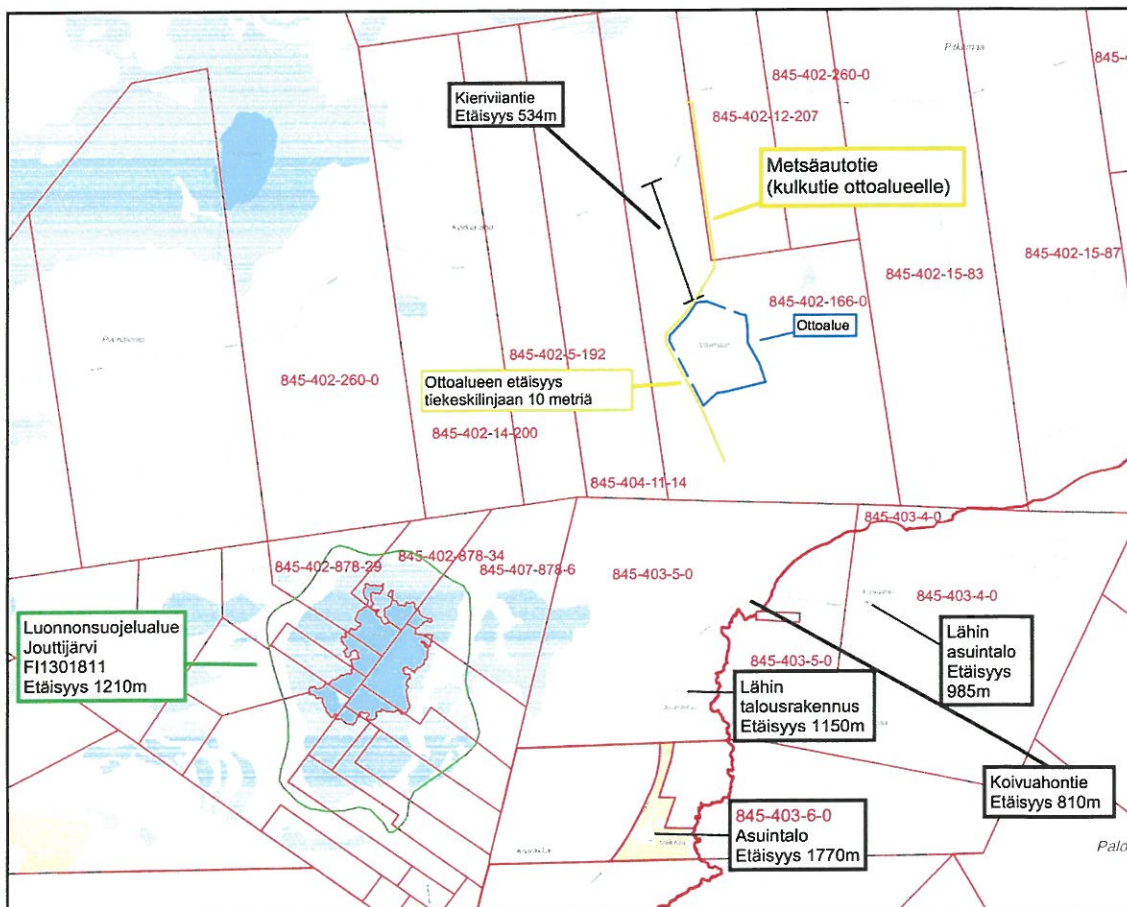 845-402-260-0
845-4
Kieriviiantie
Etäisyys 534m
845-402-12-207
Metsäautotie
(kulkutie ottoalueelle)
845-402-15-87
845-402-15-83
845-402-166-0
Ottoalue
845-402-5-192
845-402-260-0
Ottoalueen etäisyys
tiekeskilinjaan 10 metriä
845-402-14-200
845-404-11-14
845-403-4-0
845-402-878-34
845-402-878-29
845-407-878-6
845-403-5-0
845-403-4-0
Luonnonsuojelualue
Jouttijärvi
FI1301811
Etäisyys 1210m
Lähin
asuintalo
Etäisyys
985m
845-403-5-0
Lähin
talousrakennus
Etäisyys 1150m
Koivuahontie
Etäisyys 810m
845-403-6-0
Asuintalo
Etäisyys 1770m
Palo